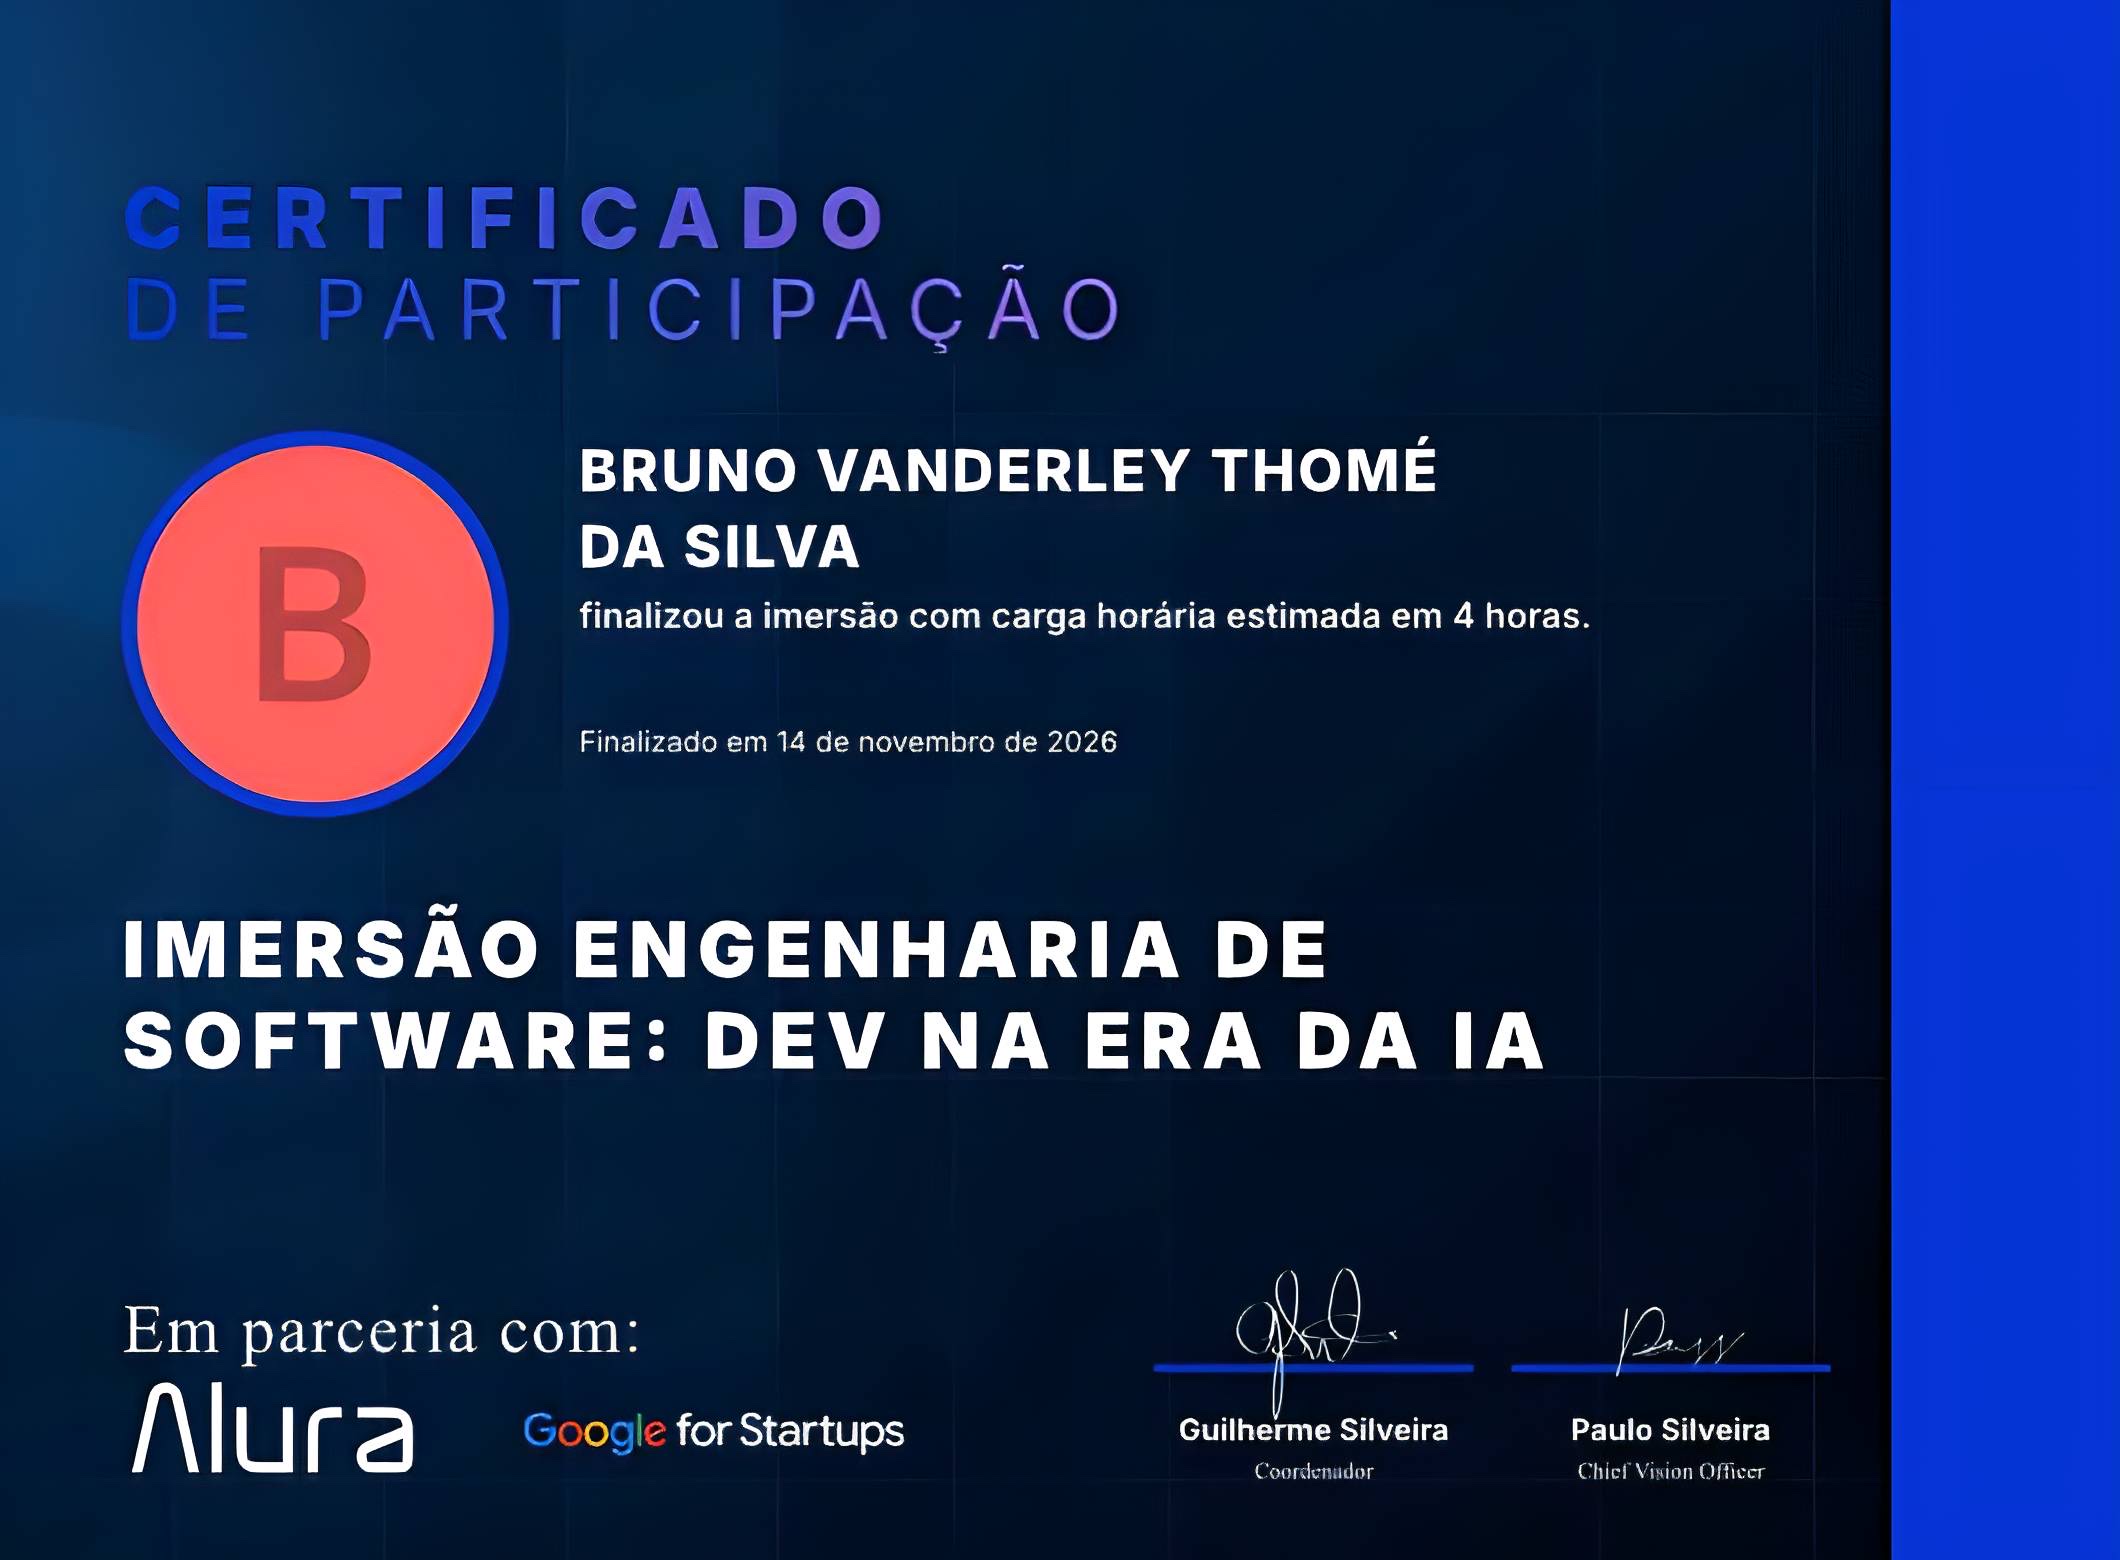 CERTIFICADO
DE PARTICIPAÇÃO
B
BRUNO VANDERLEY THOMÉ
DA SILVA
finalizou a imersão com carga horária estimada em 4 horas.
Finalizado em 14 de novembro de 2026
IMERSÃO ENGENHARIA DE
SOFTWARE: DEV NA ERA DA IA
Em parceria com:
Alura
Google for Startups
Guilherme Silveira
Coordenador
Paulo Silveira
Chief Vision Officer